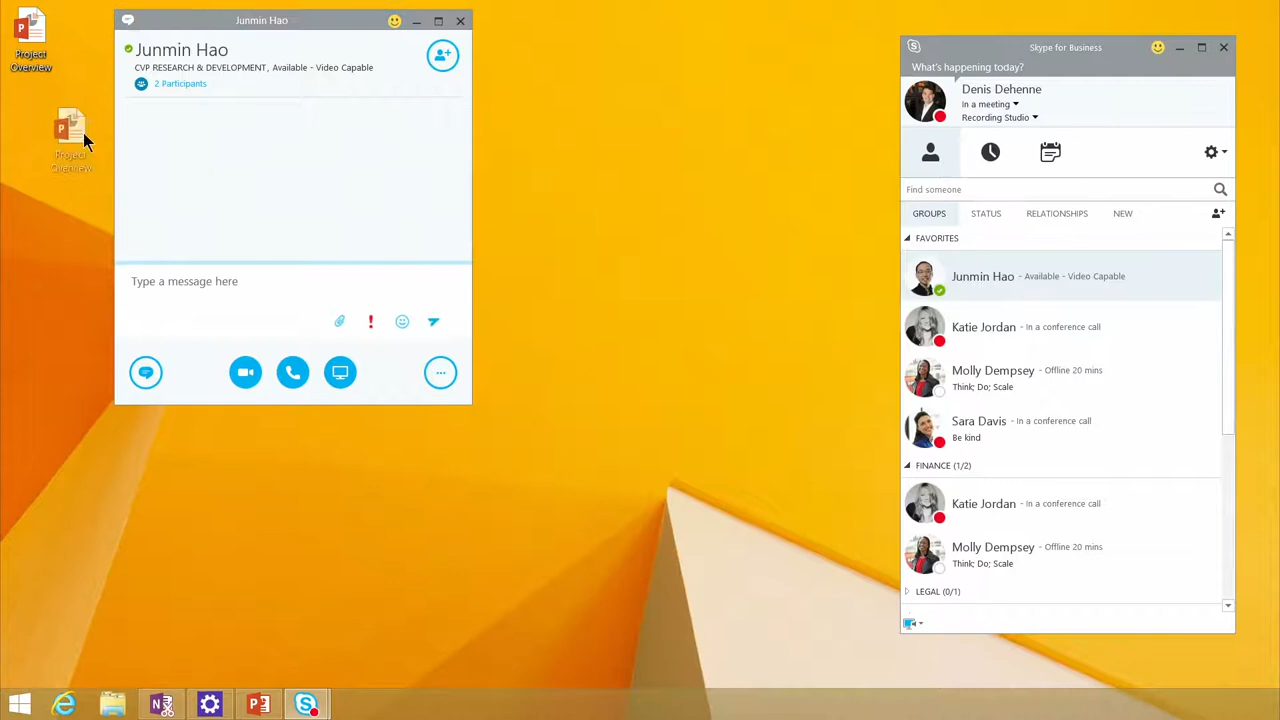 Project
Overview
Project
Overview
Junmin Hao
Junmin Hao
CVP RESEARCH & DEVELOPMENT, Available - Video Capable
2 Participants
Type a message here
Skype for Business
What's happening today?
Denis Dehenne
In a meeting
Recording Studio
Find someone
GROUPS STATUS RELATIONSHIPS NEW
FAVORITES
Junmin Hao - Available - Video Capable
Katie Jordan - In a conference call
Molly Dempsey - Offline 20 mins
Think; Do; Scale
Sara Davis - In a conference call
Be kind
FINANCE (1/2)
Katie Jordan - In a conference call
Molly Dempsey - Offline 20 mins
Think; Do; Scale
LEGAL (0/1)